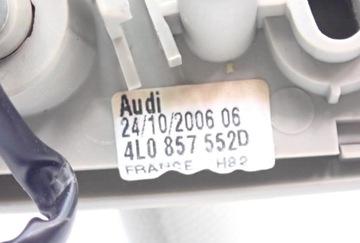 Audi
24/10/2006 06
4L0 857 552D
FRANCE H82